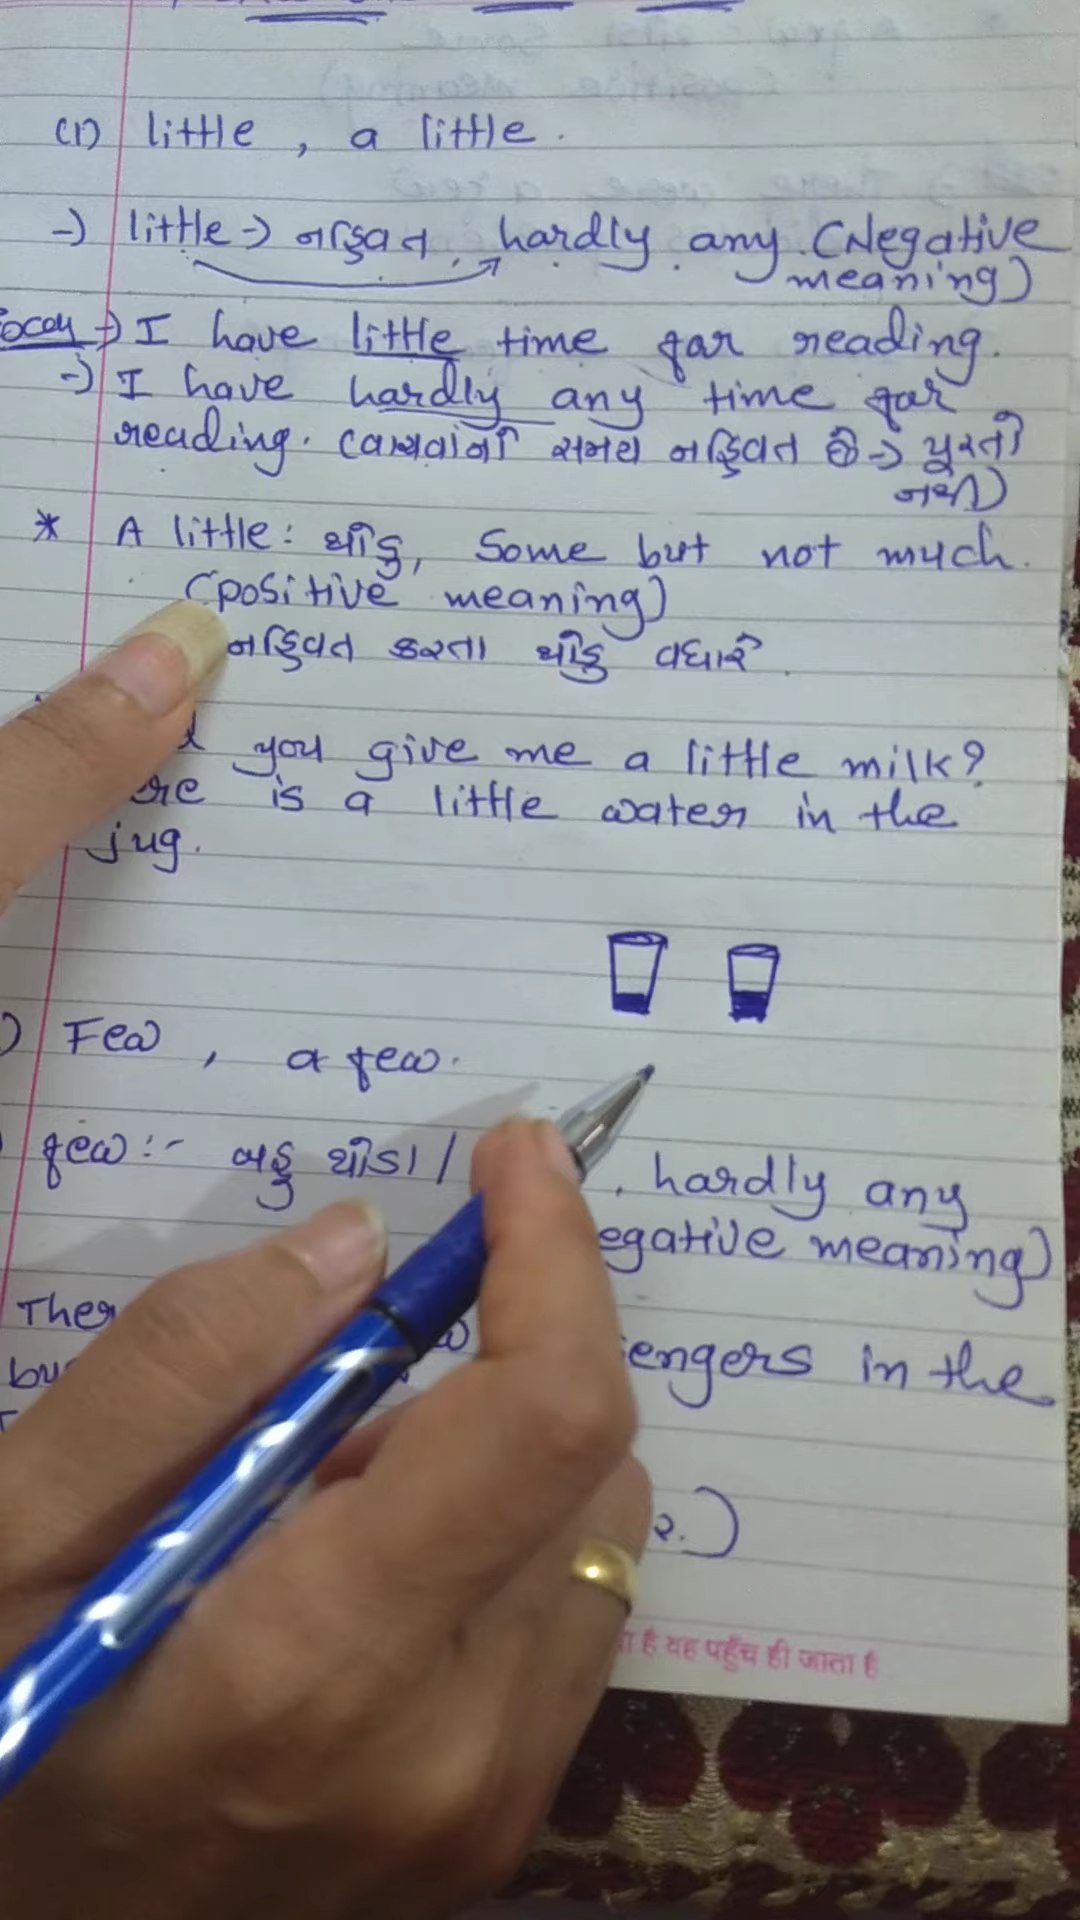 (1) little , a little .
→ little → નહિવત , hardly any (Negative
meaning)
→ I have little time for reading.
→ I have hardly any time for
reading. (વાંચવાનો સમય નહિવત છે → પૂરતો
નથી)
* A little : થોડું, Some but not much.
(positive meaning)
નહિવત કરતા થોડું વધારે .
you give me a little milk?
is a little water in the
jug.
) Few , a few .
few :- બહુ થોડા / , hardly any
egative meaning)
engers in the
ર.)
है वह पहुँच ही जाता है